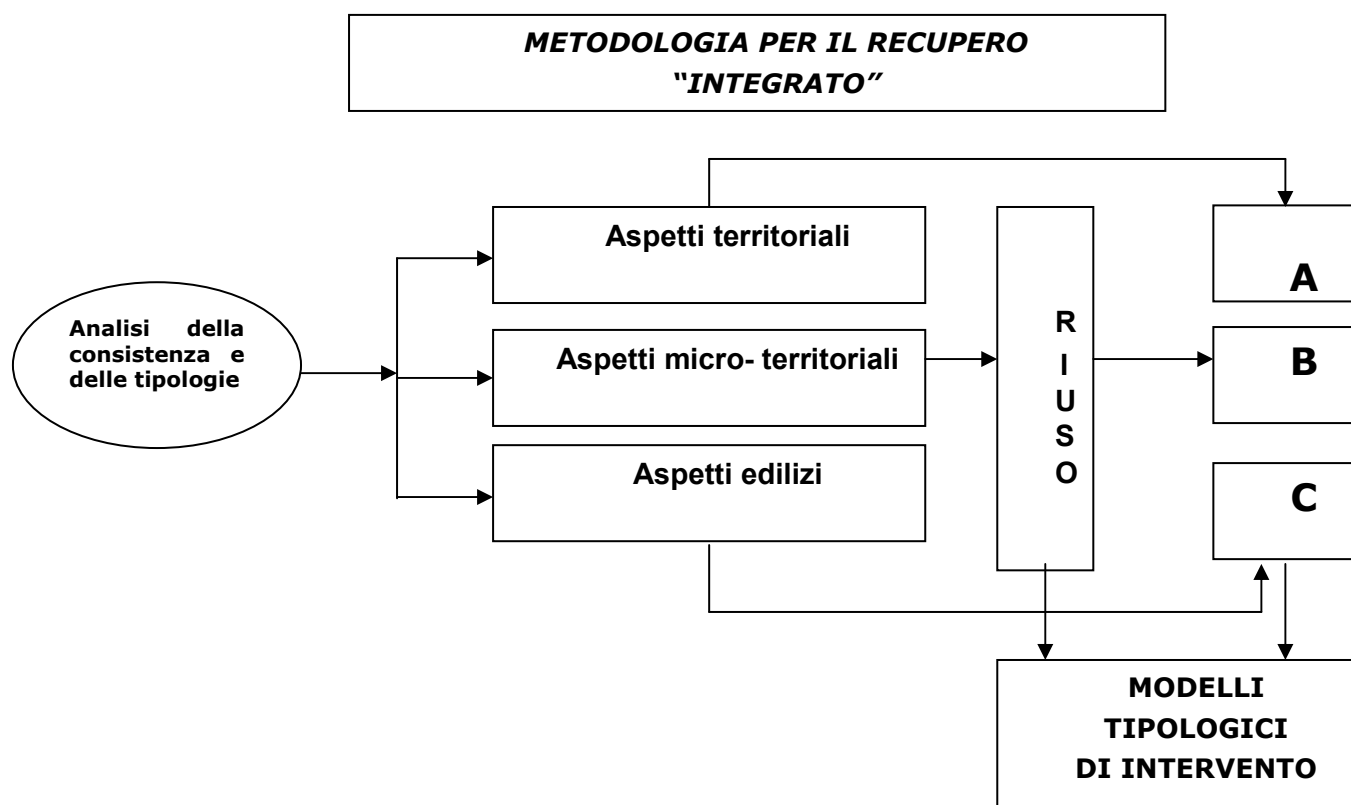 METODOLOGIA PER IL RECUPERO
“INTEGRATO”
Aspetti territoriali
A
Analisi della
consistenza e
delle tipologie
Aspetti micro- territoriali
R
I
U
S
O
B
Aspetti edilizi
C
MODELLI
TIPOLOGICI
DI INTERVENTO